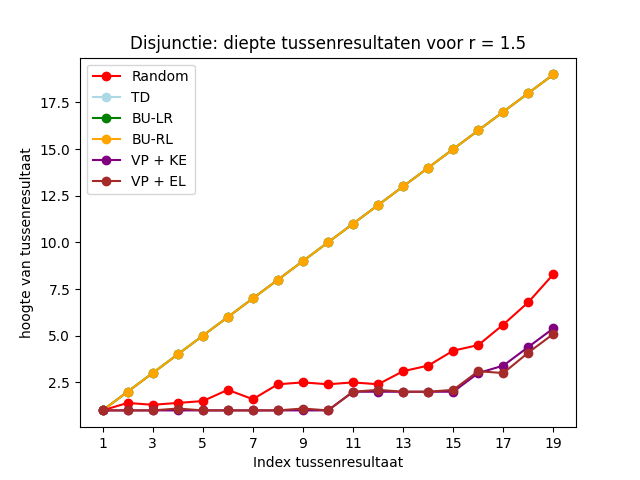 Disjunctie: diepte tussenresultaten voor r = 1.5
Random
TD
BU-LR
BU-RL
VP + KE
VP + EL
hoogte van tussenresultaat
17.5
15.0
12.5
10.0
7.5
5.0
2.5
1 3 5 7 9 11 13 15 17 19
Index tussenresultaat